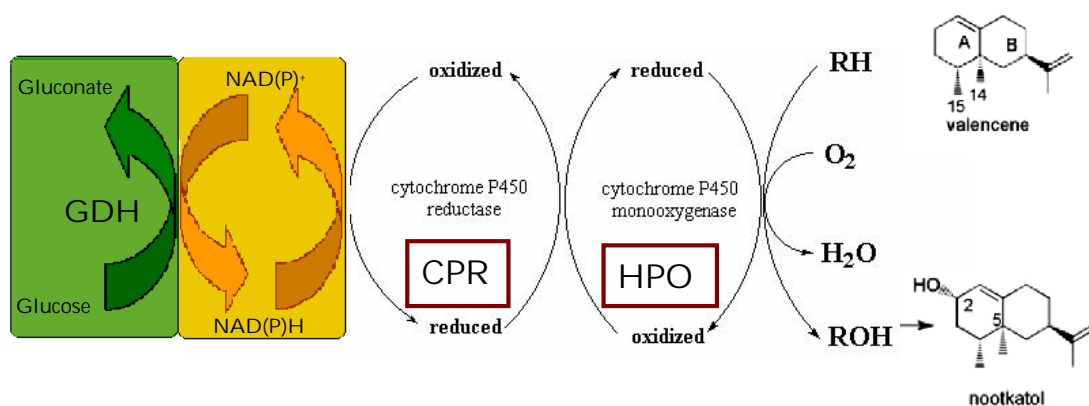 Gluconate
GDH
Glucose
NAD(P)⁺
NAD(P)H
oxidized
cytochrome P450
reductase
CPR
reduced
reduced
cytochrome P450
monooxygenase
HPO
oxidized
RH
O₂
H₂O
ROH
A
B
14
15
valencene
HO
2
5
nootkatol